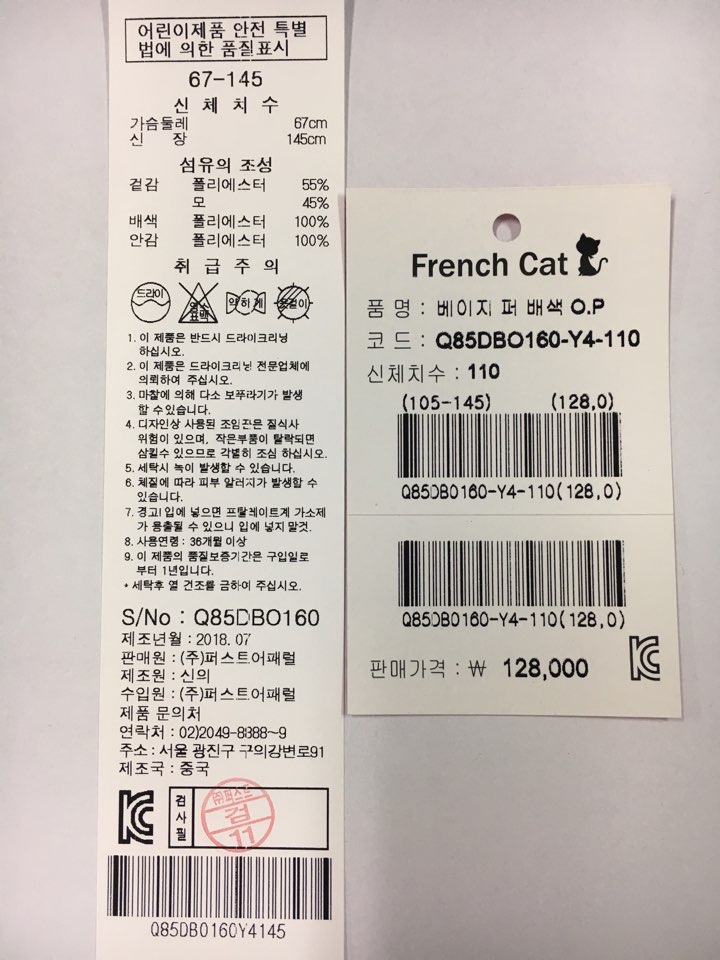 어린이제품 안전 특별
법에 의한 품질표시
67-145
신 체 치 수
가슴둘레 67cm
신 장 145cm
섬유의 조성
겉감 폴리에스터 55%
모 45%
배색 폴리에스터 100%
안감 폴리에스터 100%
취 급 주 의
드라이 염소 표백 약하게 옷걸이
1. 이 제품은 반드시 드라이크리닝
하십시오.
2. 이 제품은 드라이크리닝 전문업체에
의뢰하여 주십시오.
3. 마찰에 의해 다소 보푸라기가 발생
할 수 있습니다.
4. 디자인상 사용된 조임끈은 질식사
위험이 있으며, 작은부품이 탈락되면
삼킬수 있으므로 각별히 조심 하십시오.
5. 세탁시 녹이 발생할 수 있습니다.
6. 체질에 따라 피부 알러지가 발생할 수
있습니다.
7. 경고! 입에 넣으면 프탈레이트계 가소제
가 용출될 수 있으니 입에 넣지 말것.
8. 사용연령 : 36개월 이상
9. 이 제품의 품질보증기간은 구입일로
부터 1년입니다.
* 세탁후 열 건조를 금하여 주십시오.
S/No : Q85DBO160
제조년월 : 2018. 07
판매원 : (주)퍼스트어패럴
제조원 : 신의
수입원 : (주)퍼스트어패럴
제품 문의처
연락처 : 02)2049-8888~9
주소 : 서울 광진구 구의강변로91
제조국 : 중국
KC 검사필 ㈜퍼스트 검 11
Q85DBO160Y4145
French Cat
품 명 : 베이지 퍼 배색 O.P
코 드 : Q85DBO160-Y4-110
신체치수 : 110
(105-145) (128,0)
Q85DBO160-Y4-110(128,0)
Q85DBO160-Y4-110(128,0)
판매가격 : ₩ 128,000
KC